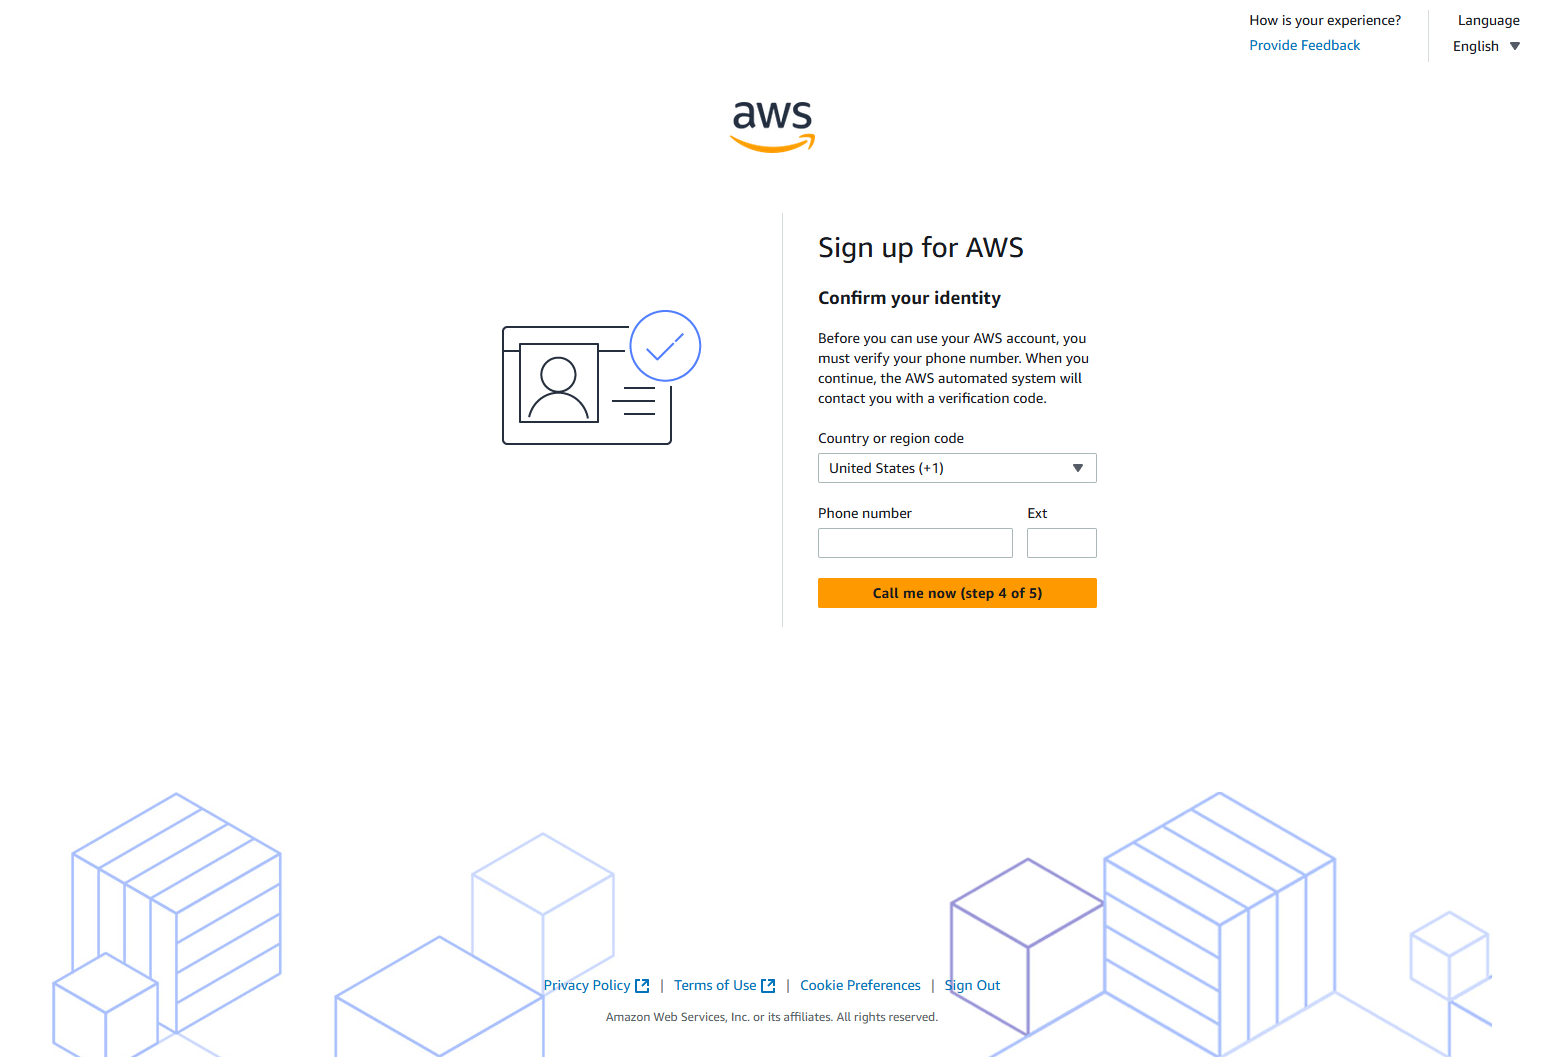 How is your experience?
Provide Feedback
Language
English
aws
Sign up for AWS
Confirm your identity
Before you can use your AWS account, you
must verify your phone number. When you
continue, the AWS automated system will
contact you with a verification code.
Country or region code
United States (+1)
Phone number
Ext
Call me now (step 4 of 5)
Privacy Policy | Terms of Use | Cookie Preferences | Sign Out
Amazon Web Services, Inc. or its affiliates. All rights reserved.